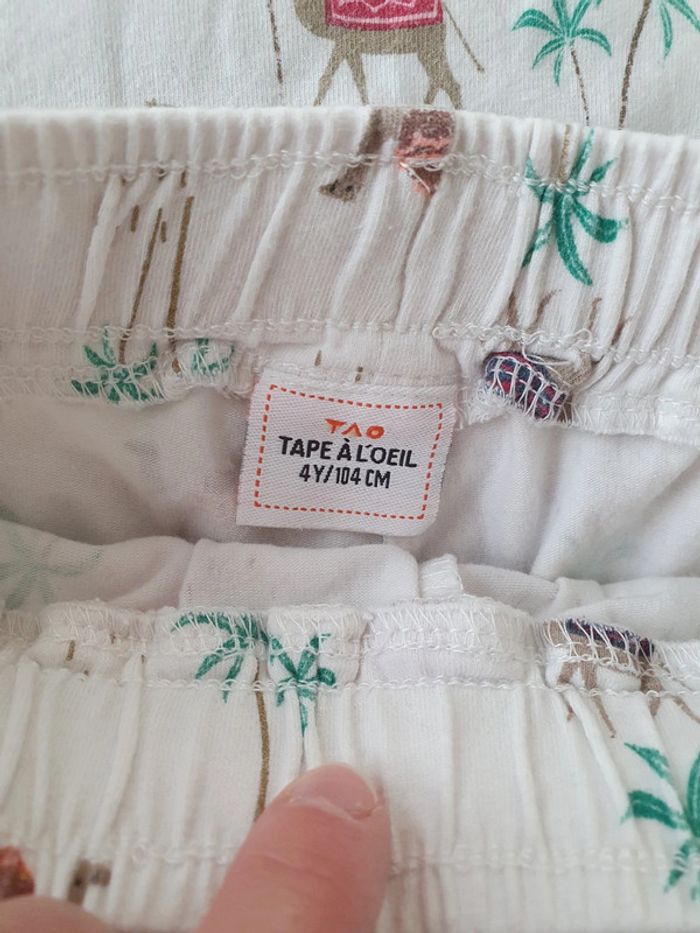 TAO
TAPE À L'OEIL
4Y/104 CM